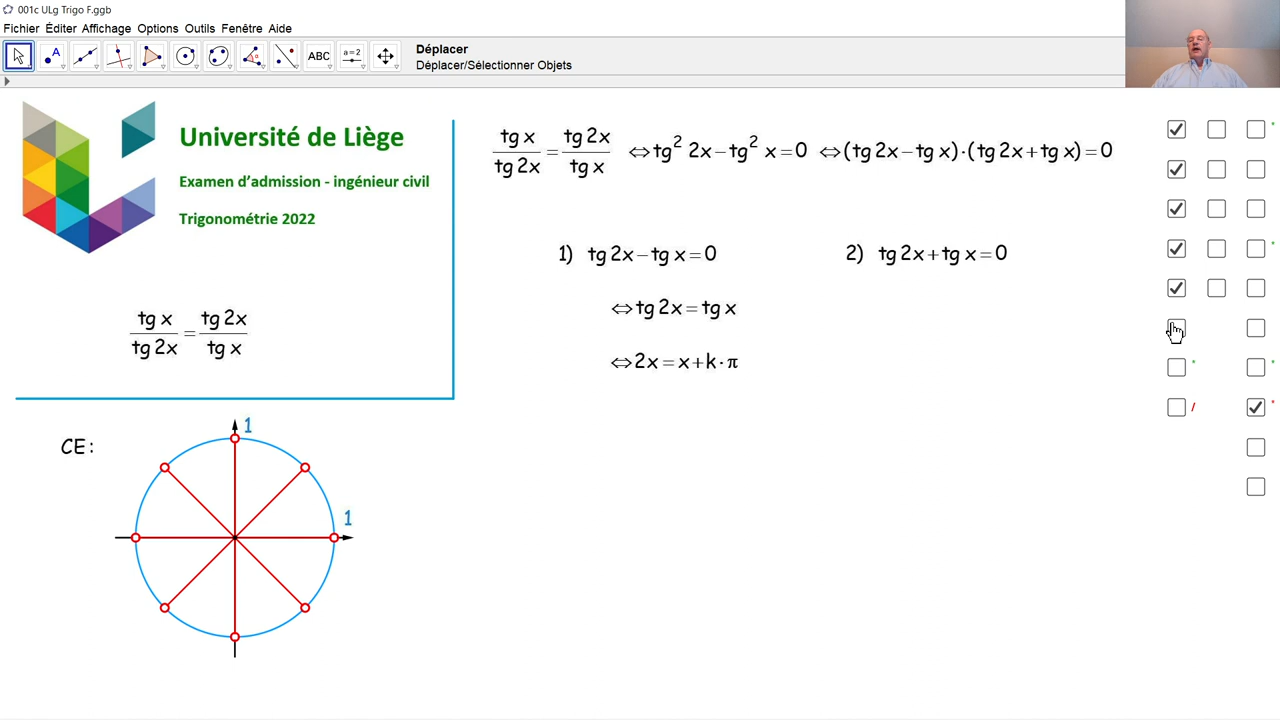 001c ULg Trigo F.ggb
Fichier Éditer Affichage Options Outils Fenêtre Aide
A ABC a=2 Déplacer
Déplacer/Sélectionner Objets
Université de Liège
Examen d'admission - ingénieur civil
Trigonométrie 2022
tg x / tg 2x = tg 2x / tg x
CE :
1
1
tg x / tg 2x = tg 2x / tg x ⇔ tg² 2x − tg² x = 0 ⇔ (tg 2x − tg x) · (tg 2x + tg x) = 0
1) tg 2x − tg x = 0
⇔ tg 2x = tg x
⇔ 2x = x + k · π
2) tg 2x + tg x = 0